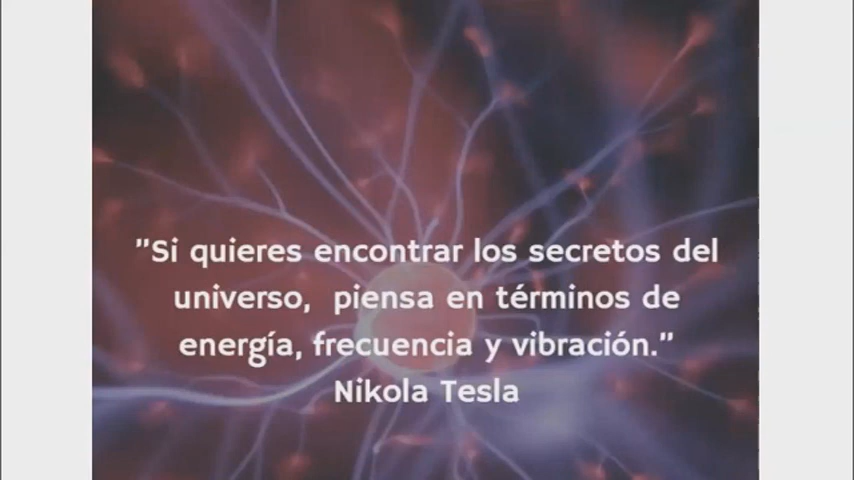 "Si quieres encontrar los secretos del
universo, piensa en términos de
energía, frecuencia y vibración."
Nikola Tesla